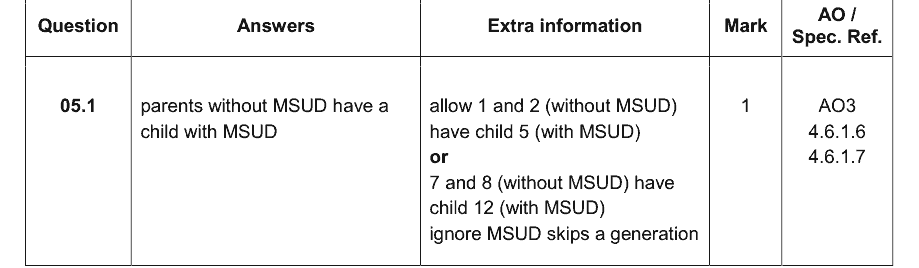 Question Answers Extra information Mark AO /
Spec. Ref.
05.1 parents without MSUD have a allow 1 and 2 (without MSUD) 1 AO3
child with MSUD have child 5 (with MSUD) 4.6.1.6
or 4.6.1.7
7 and 8 (without MSUD) have
child 12 (with MSUD)
ignore MSUD skips a generation